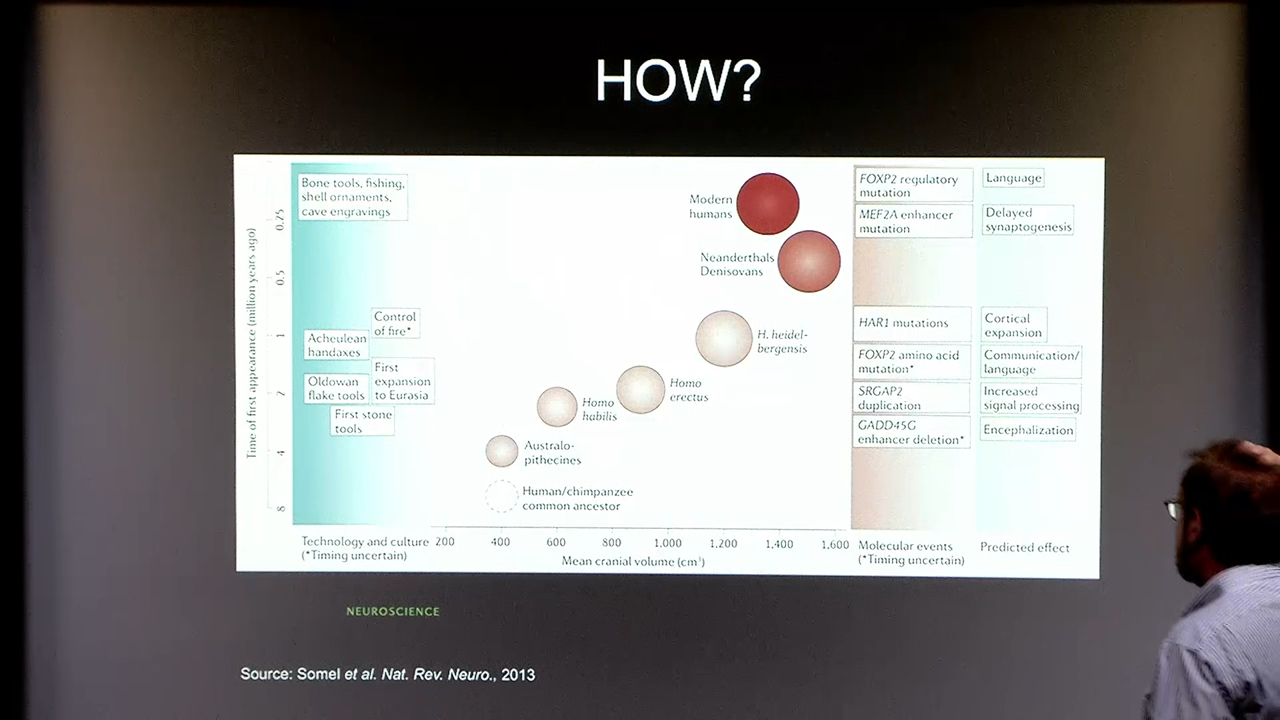 HOW?
Time of first appearance (million years ago)
0.25
0.5
1
2
4
8
Bone tools, fishing,
shell ornaments,
cave engravings
Control
of fire*
Acheulean
handaxes
First
expansion
to Eurasia
Oldowan
flake tools
First stone
tools
Technology and culture
(*Timing uncertain)
Modern
humans
Neanderthals
Denisovans
H. heidel-
bergensis
Homo
erectus
Homo
habilis
Australo-
pithecines
Human/chimpanzee
common ancestor
200 400 600 800 1,000 1,200 1,400 1,600
Mean cranial volume (cm³)
FOXP2 regulatory
mutation
Language
MEF2A enhancer
mutation
Delayed
synaptogenesis
HAR1 mutations
Cortical
expansion
FOXP2 amino acid
mutation*
Communication/
language
SRGAP2
duplication
Increased
signal processing
GADD45G
enhancer deletion*
Encephalization
Molecular events
(*Timing uncertain)
Predicted effect
NEUROSCIENCE
Source: Somel et al. Nat. Rev. Neuro., 2013